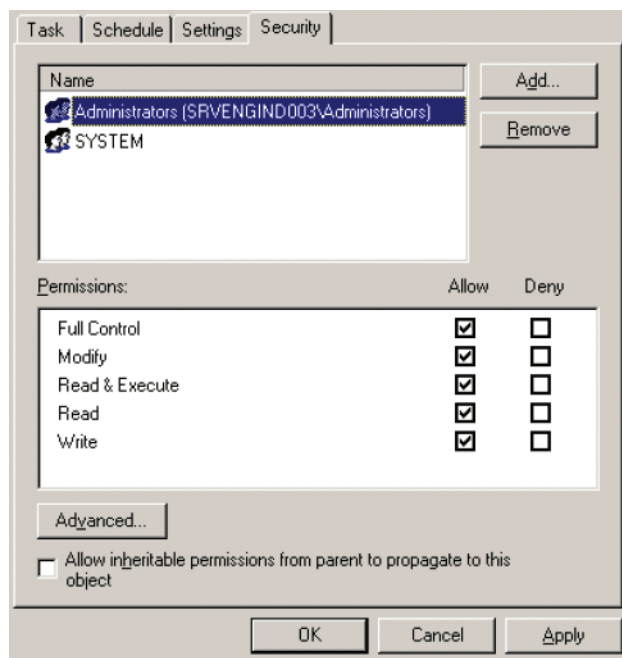 Task Schedule Settings Security
Name
Add...
Administrators (SRVENGIND003\Administrators)
Remove
SYSTEM
Permissions: Allow Deny
Full Control
Modify
Read & Execute
Read
Write
Advanced...
Allow inheritable permissions from parent to propagate to this
object
OK Cancel Apply